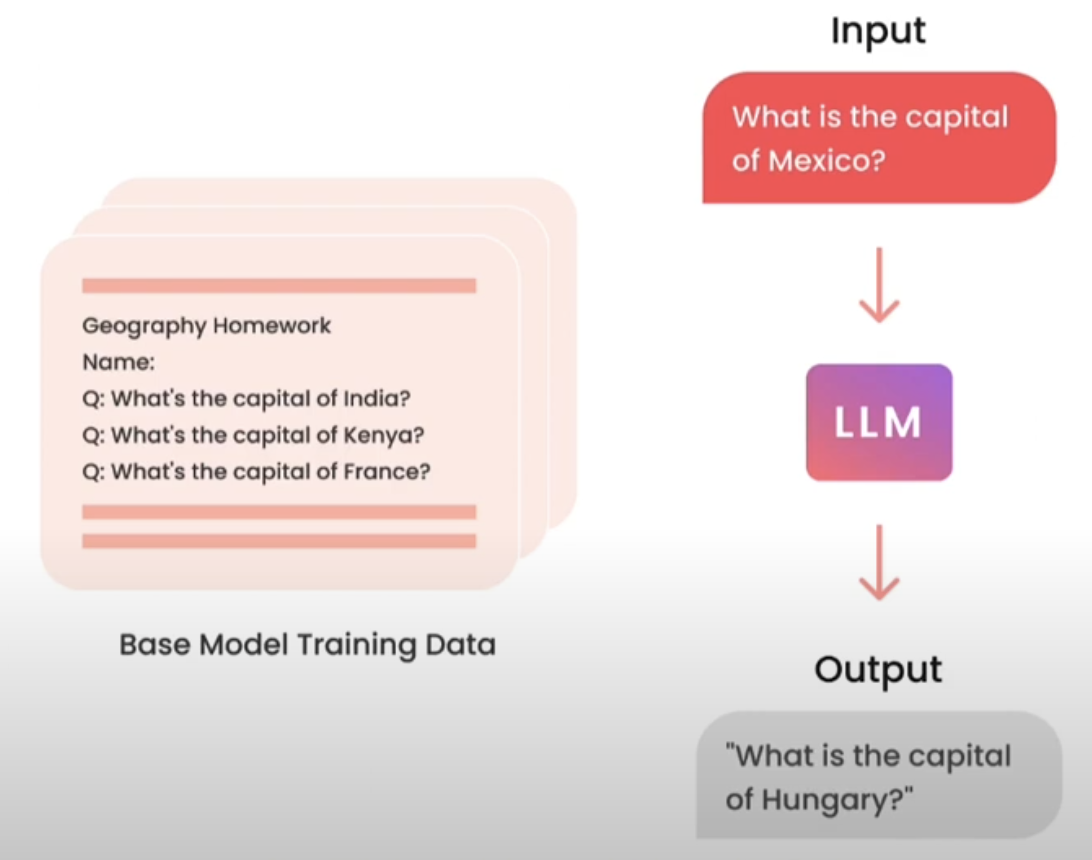 Geography Homework
Name:
Q: What's the capital of India?
Q: What's the capital of Kenya?
Q: What's the capital of France?
Base Model Training Data
Input
What is the capital
of Mexico?
LLM
Output
"What is the capital
of Hungary?"